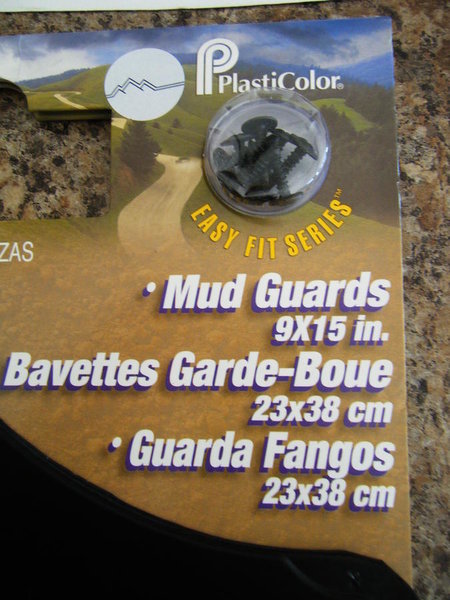 PlastiColor®
EASY FIT SERIES™
ZAS
• Mud Guards
9X15 in.
Bavettes Garde-Boue
23x38 cm
• Guarda Fangos
23x38 cm